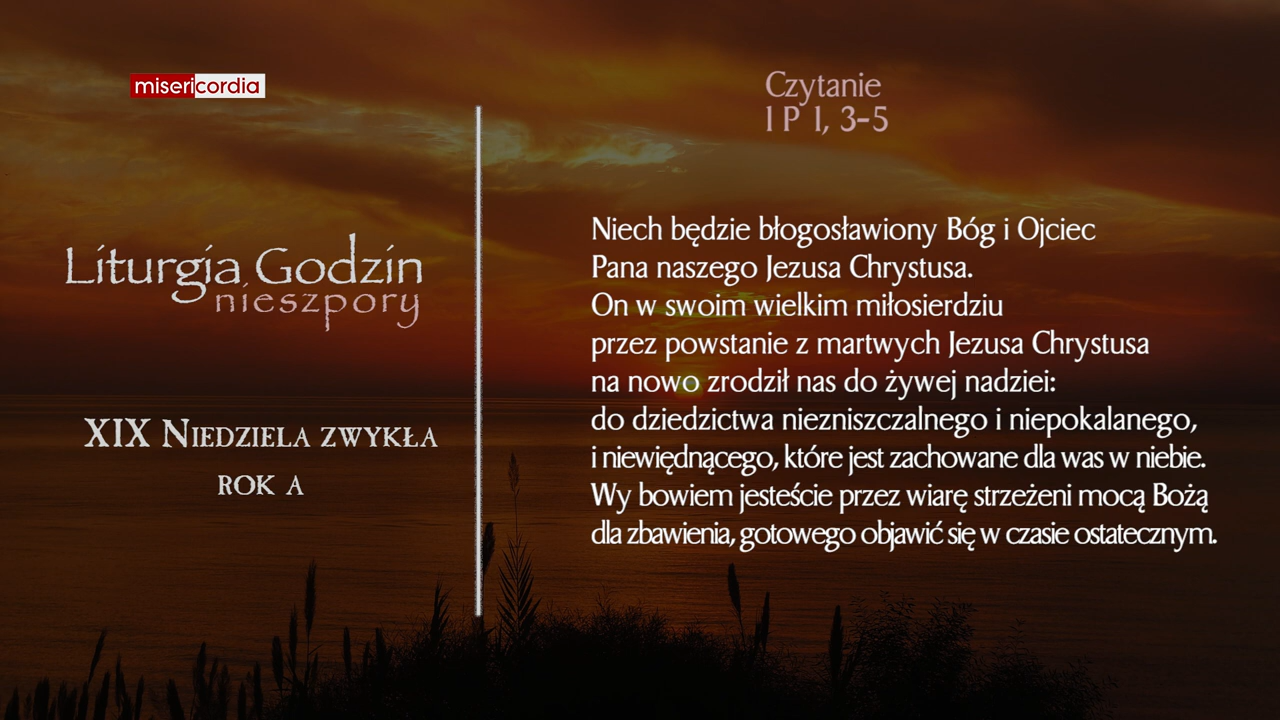 misericordia
Liturgia Godzin
nieszpory
XIX Niedziela zwykła
rok A
Czytanie
1 P 1, 3-5
Niech będzie błogosławiony Bóg i Ojciec
Pana naszego Jezusa Chrystusa.
On w swoim wielkim miłosierdziu
przez powstanie z martwych Jezusa Chrystusa
na nowo zrodził nas do żywej nadziei:
do dziedzictwa niezniszczalnego i niepokalanego,
i niewiędnącego, które jest zachowane dla was w niebie.
Wy bowiem jesteście przez wiarę strzeżeni mocą Bożą
dla zbawienia, gotowego objawić się w czasie ostatecznym.